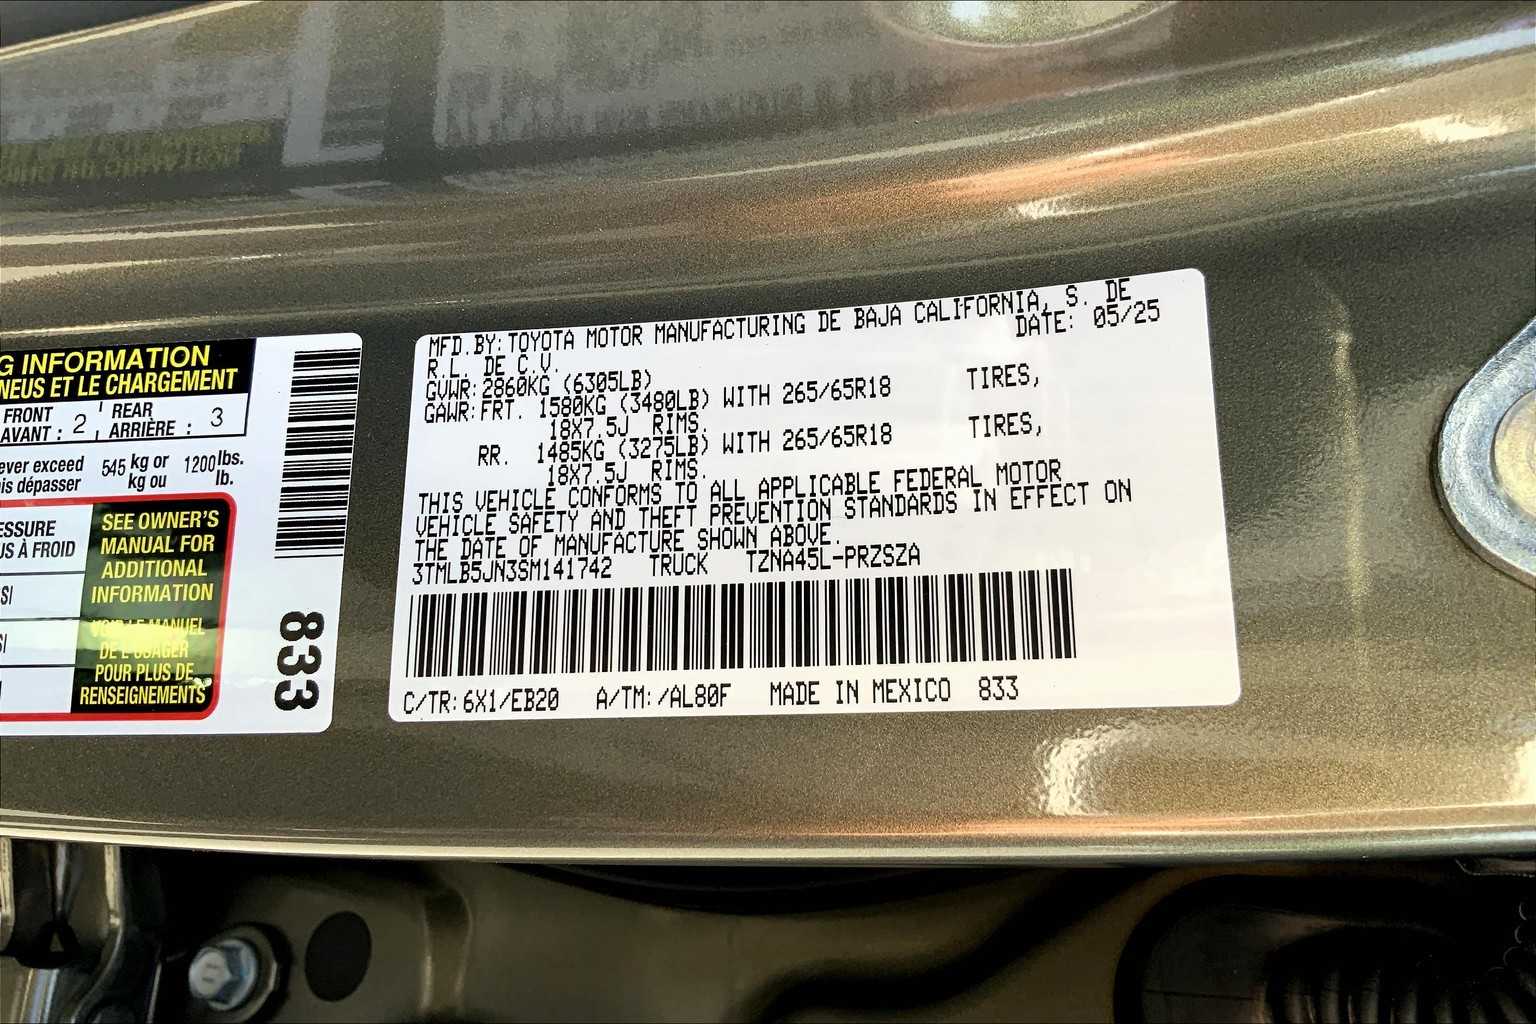 G INFORMATION
NEUS ET LE CHARGEMENT
FRONT 2 REAR 3
AVANT : ARRIÈRE :
ever exceed 545 kg or 1200 lbs.
is dépasser kg ou lb.
ESSURE
US À FROID
SI
SI
SEE OWNER'S
MANUAL FOR
ADDITIONAL
INFORMATION
VOIR LE MANUEL
DE L'USAGER
POUR PLUS DE
RENSEIGNEMENTS
833
MFD.BY:TOYOTA MOTOR MANUFACTURING DE BAJA CALIFORNIA, S. DE
R.L. DE C.V. DATE: 05/25
GVWR:2860KG (6305LB)
GAWR:FRT. 1580KG (3480LB) WITH 265/65R18 TIRES,
18X7.5J RIMS.
RR. 1485KG (3275LB) WITH 265/65R18 TIRES,
18X7.5J RIMS.
THIS VEHICLE CONFORMS TO ALL APPLICABLE FEDERAL MOTOR
VEHICLE SAFETY AND THEFT PREVENTION STANDARDS IN EFFECT ON
THE DATE OF MANUFACTURE SHOWN ABOVE.
3TMLB5JN3SM141742 TRUCK TZNA45L-PRZSZA
C/TR:6X1/EB20 A/TM:/AL80F MADE IN MEXICO 833